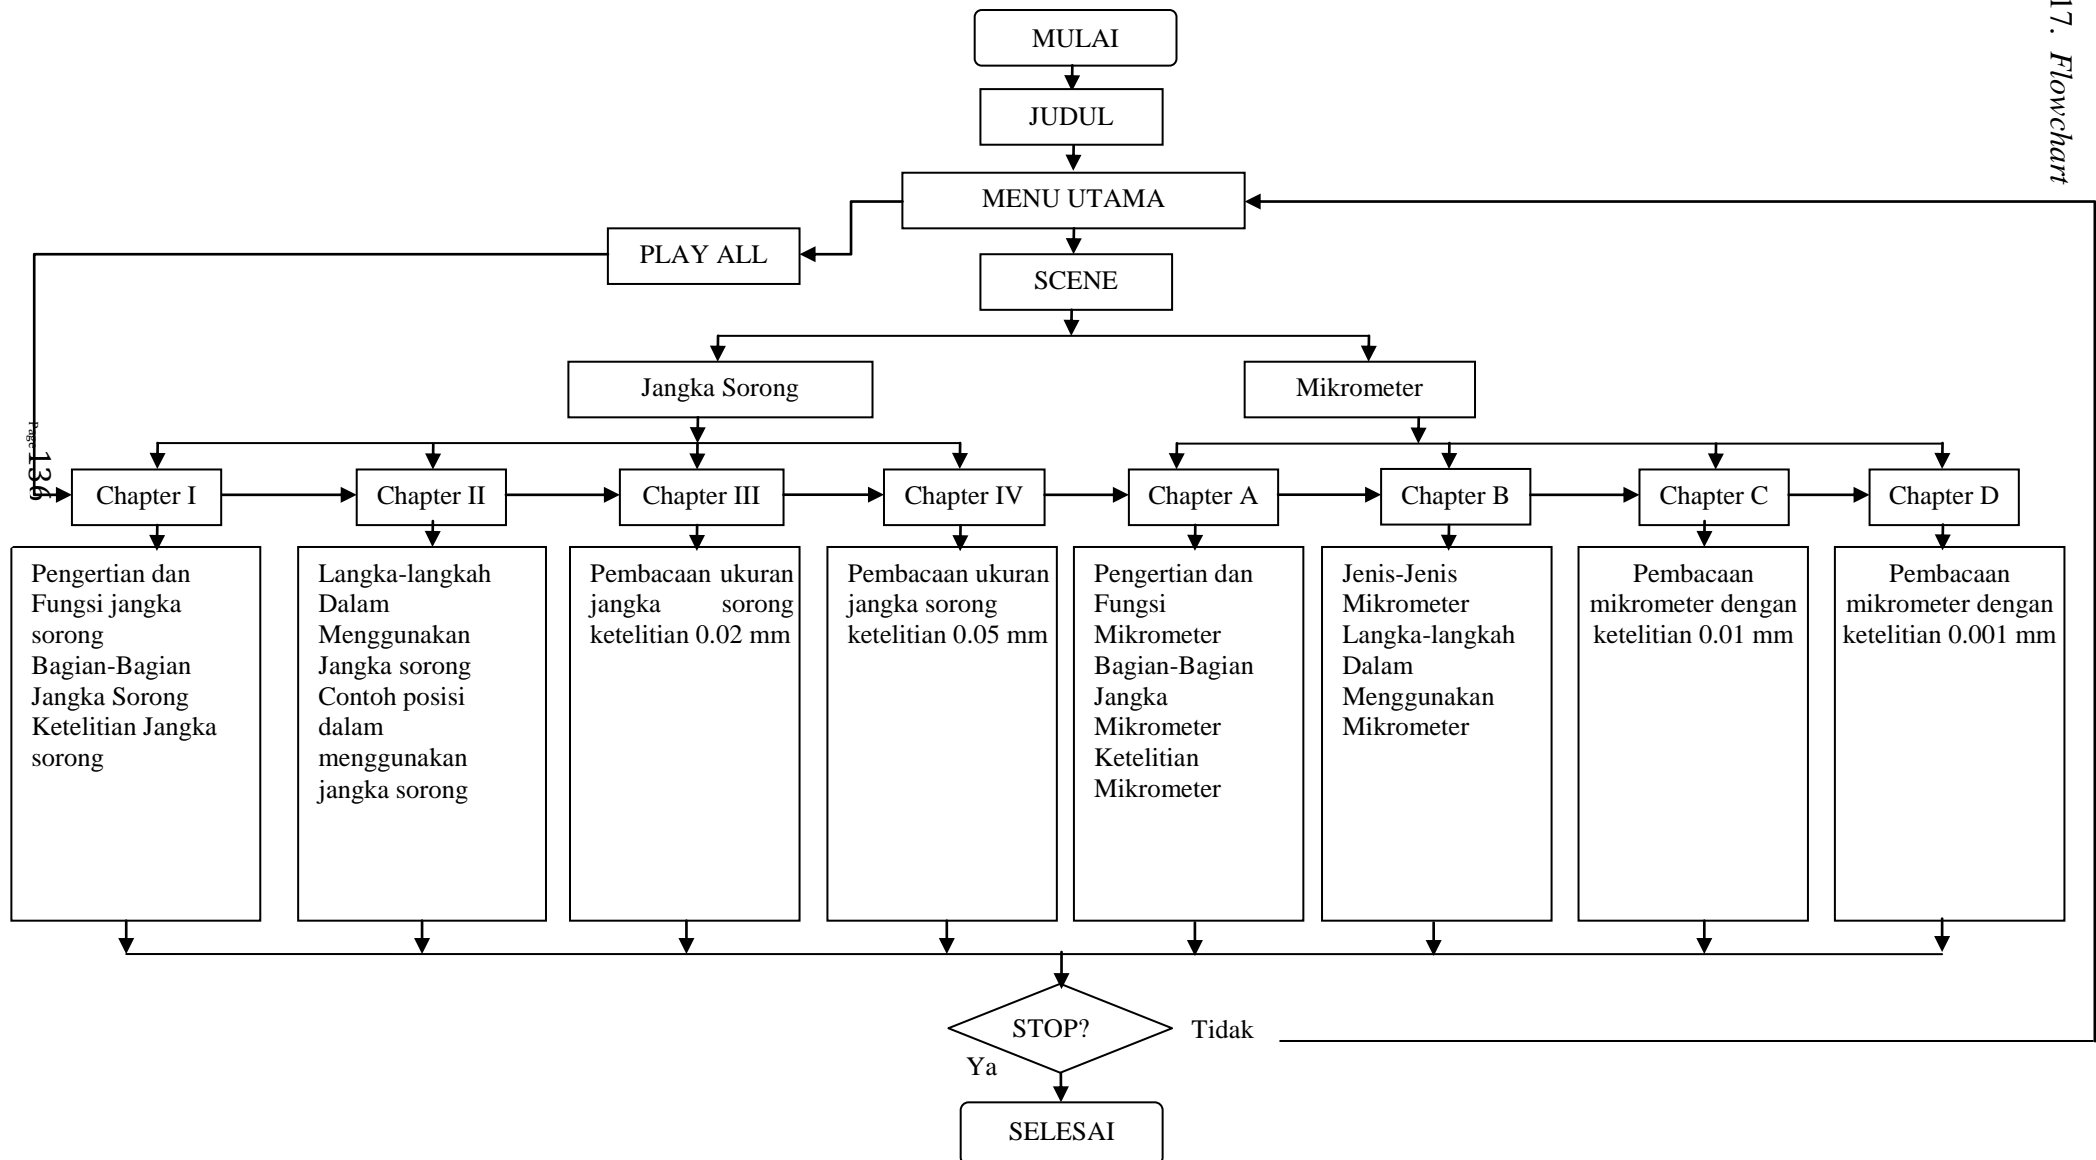 17. Flowchart
MULAI
JUDUL
MENU UTAMA
PLAY ALL
SCENE
Jangka Sorong
Mikrometer
Page 136
Chapter I
Chapter II
Chapter III
Chapter IV
Chapter A
Chapter B
Chapter C
Chapter D
Pengertian dan
Fungsi jangka
sorong
Bagian-Bagian
Jangka Sorong
Ketelitian Jangka
sorong
Langka-langkah
Dalam
Menggunakan
Jangka sorong
Contoh posisi
dalam
menggunakan
jangka sorong
Pembacaan ukuran
jangka sorong
ketelitian 0.02 mm
Pembacaan ukuran
jangka sorong
ketelitian 0.05 mm
Pengertian dan
Fungsi
Mikrometer
Bagian-Bagian
Jangka
Mikrometer
Ketelitian
Mikrometer
Jenis-Jenis
Mikrometer
Langka-langkah
Dalam
Menggunakan
Mikrometer
Pembacaan
mikrometer dengan
ketelitian 0.01 mm
Pembacaan
mikrometer dengan
ketelitian 0.001 mm
STOP?
Tidak
Ya
SELESAI